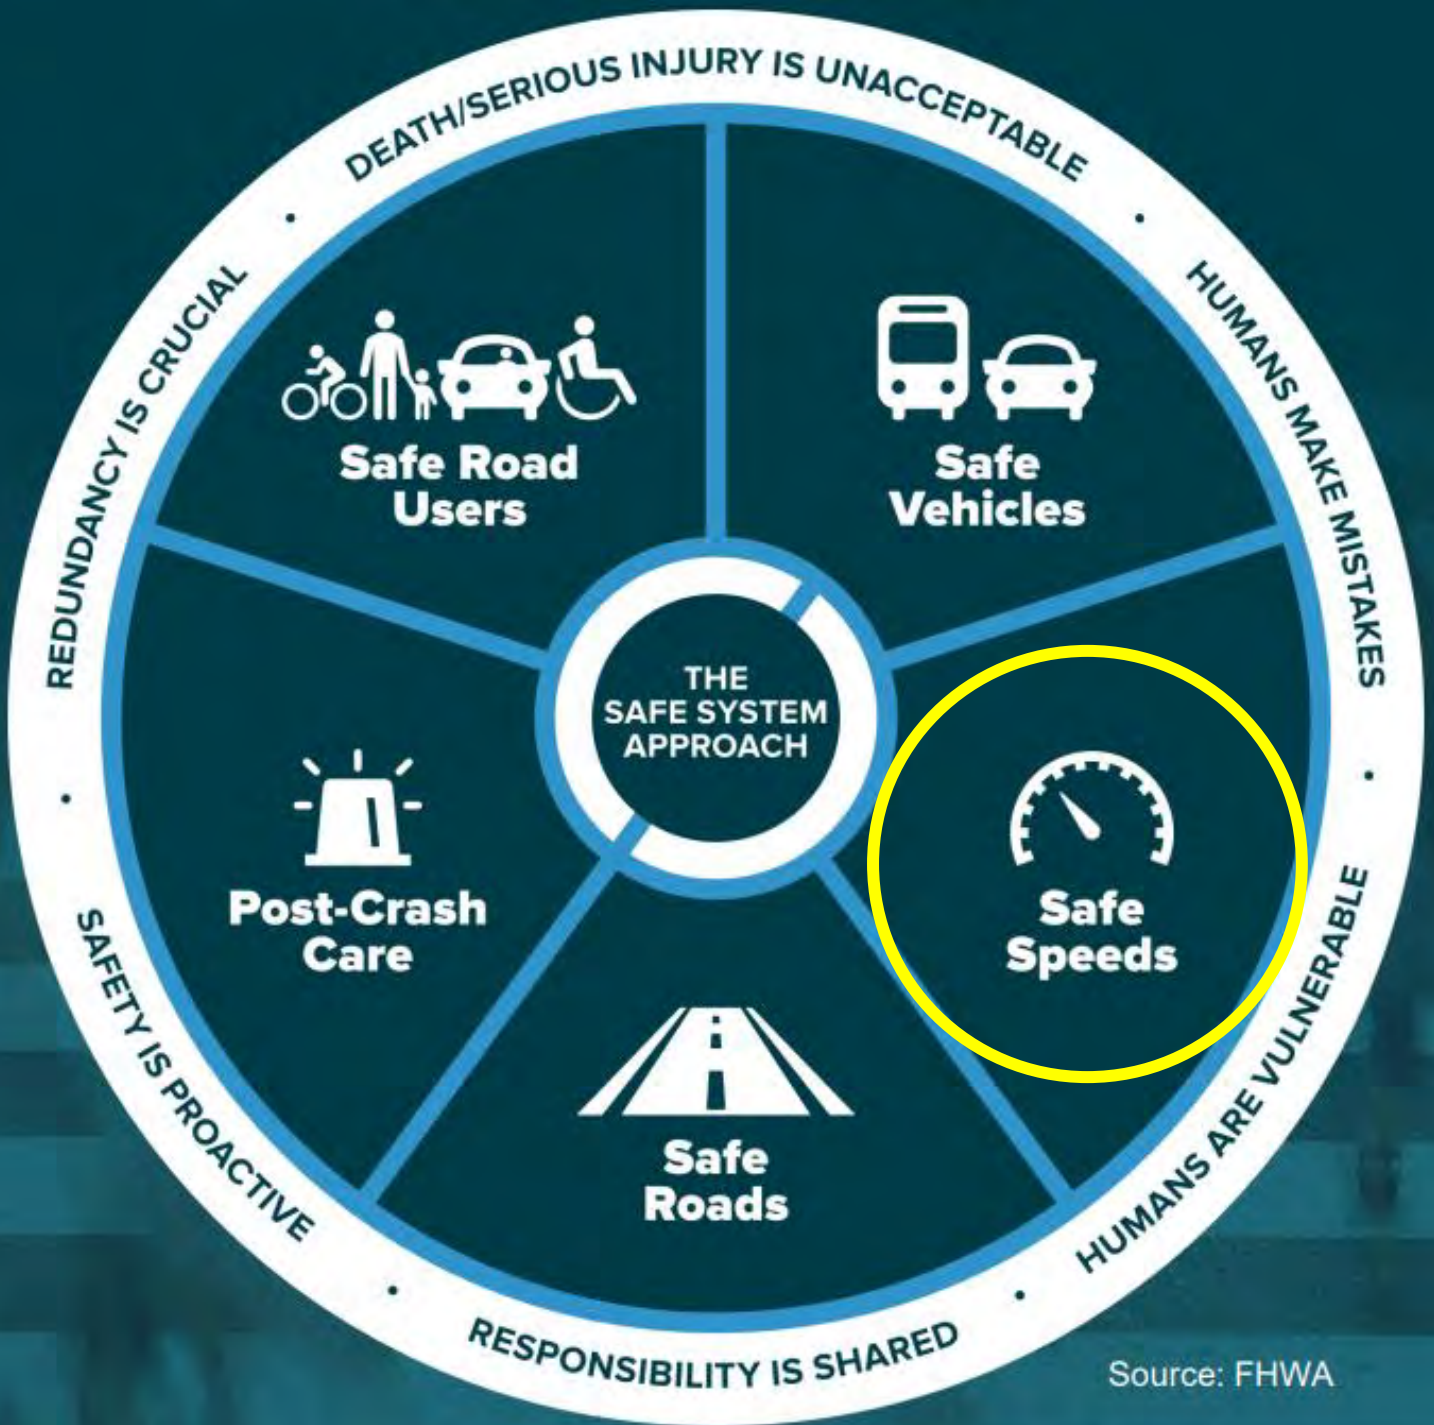 DEATH/SERIOUS INJURY IS UNACCEPTABLE
HUMANS MAKE MISTAKES
HUMANS ARE VULNERABLE
RESPONSIBILITY IS SHARED
SAFETY IS PROACTIVE
REDUNDANCY IS CRUCIAL
Safe Road
Users
Safe
Vehicles
THE
SAFE SYSTEM
APPROACH
Post-Crash
Care
Safe
Speeds
Safe
Roads
Source: FHWA